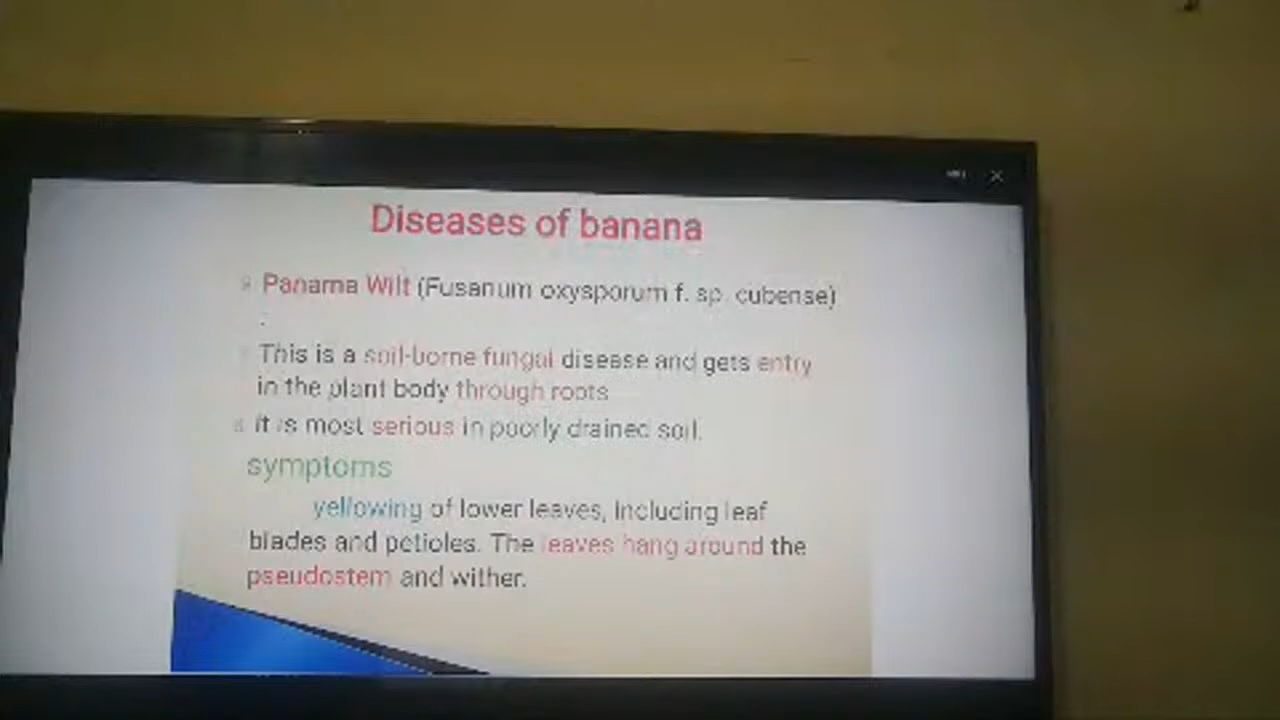 Diseases of banana
Panama Wilt (Fusarium oxysporum f. sp. cubense)
:
This is a soil-borne fungal disease and gets entry
in the plant body through roots
it is most serious in poorly drained soil.
symptoms
yellowing of lower leaves, including leaf
blades and petioles. The leaves hang around the
pseudostem and wither.